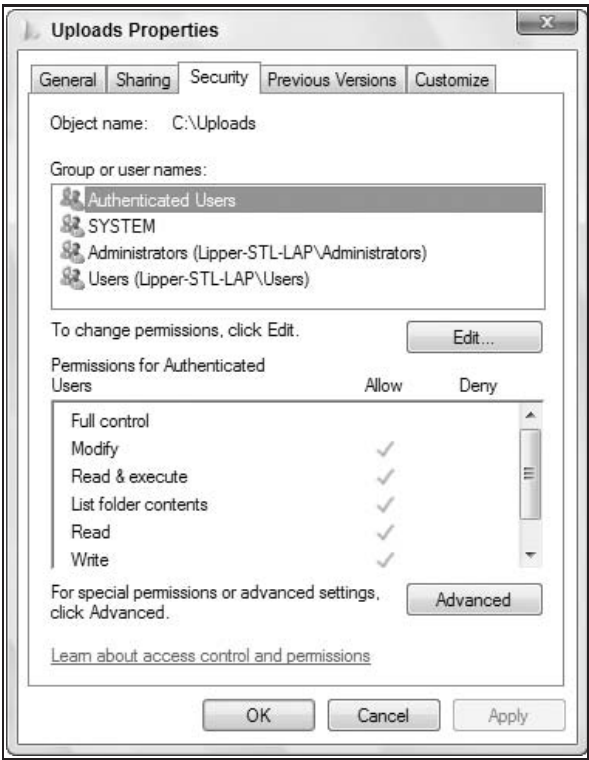 Uploads Properties
General Sharing Security Previous Versions Customize
Object name: C:\Uploads
Group or user names:
Authenticated Users
SYSTEM
Administrators (Lipper-STL-LAP\Administrators)
Users (Lipper-STL-LAP\Users)
To change permissions, click Edit.
Edit...
Permissions for Authenticated
Users Allow Deny
Full control
Modify
Read & execute
List folder contents
Read
Write
For special permissions or advanced settings,
click Advanced.
Advanced
Learn about access control and permissions
OK Cancel Apply